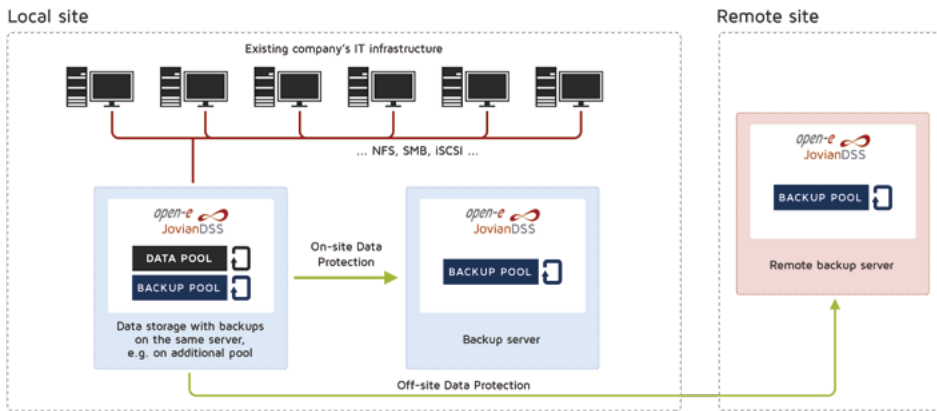 Local site
Remote site
Existing company's IT infrastructure
... NFS, SMB, iSCSI ...
open-e
JovianDSS
DATA POOL
BACKUP POOL
Data storage with backups
on the same server,
e.g. on additional pool
On-site Data
Protection
open-e
JovianDSS
BACKUP POOL
Backup server
open-e
JovianDSS
BACKUP POOL
Remote backup server
Off-site Data Protection